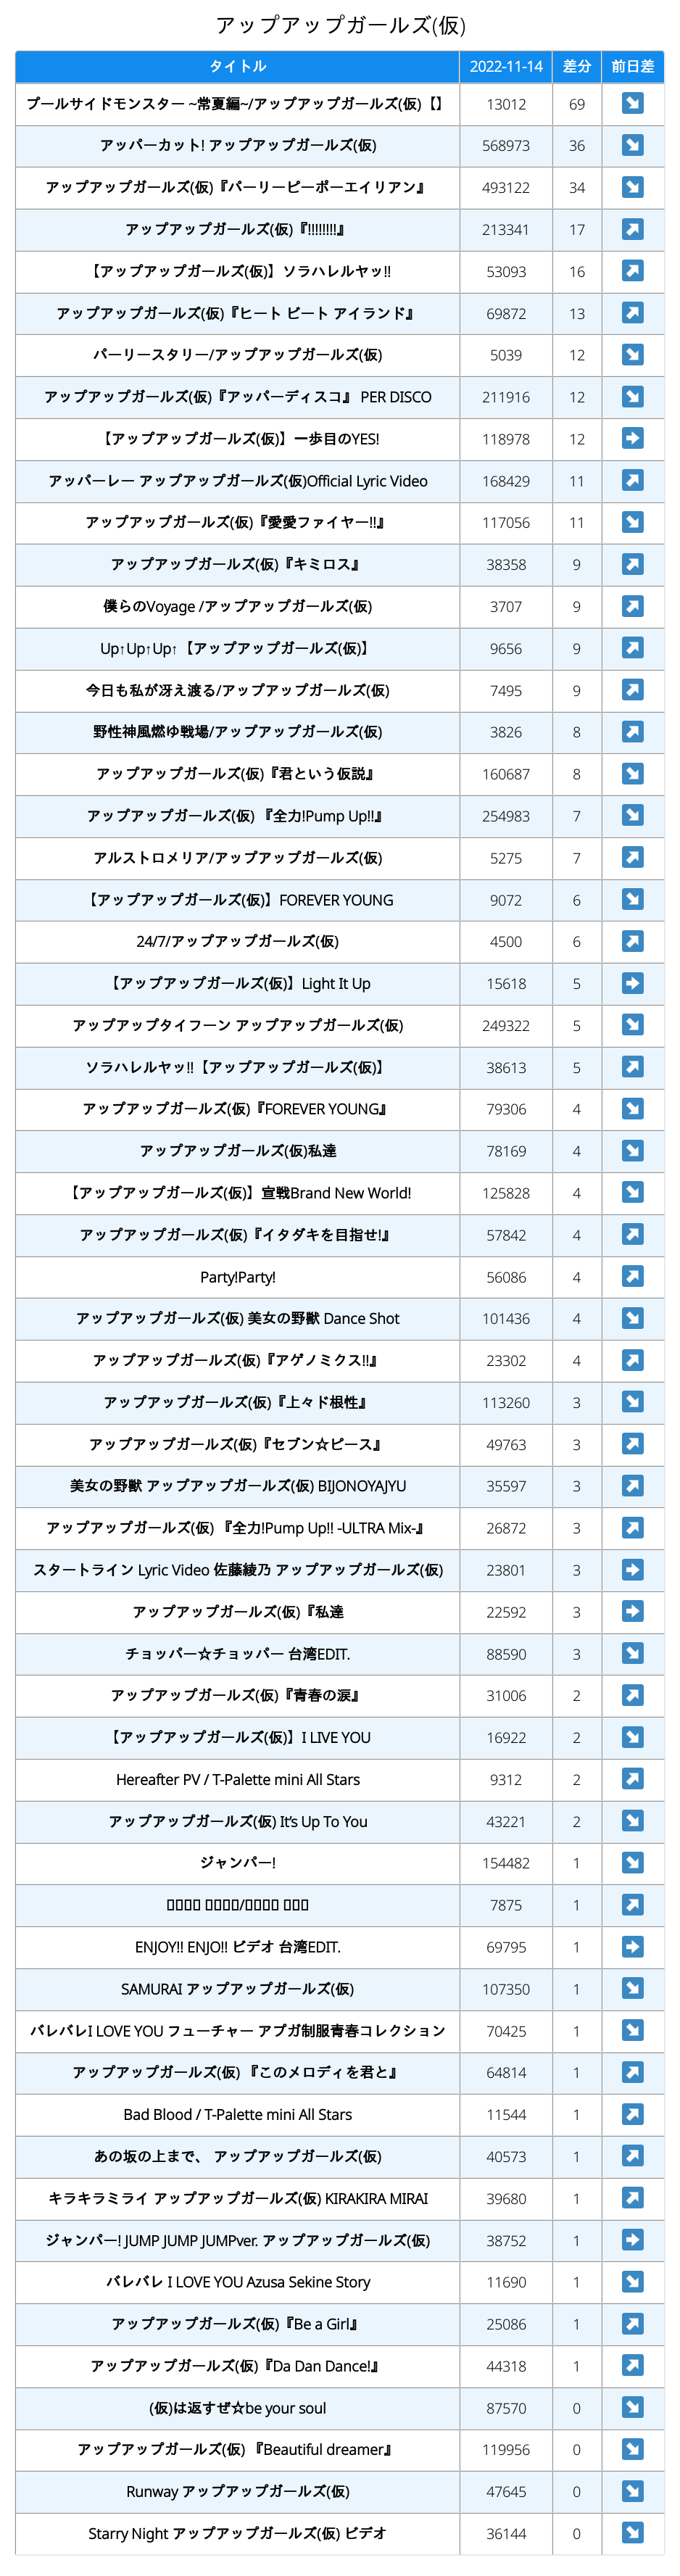 アップアップガールズ(仮)
タイトル 2022-11-14 差分 前日差
プールサイドモンスター ~常夏編~/アップアップガールズ(仮)【】 13012 69
アッパーカット! アップアップガールズ(仮) 568973 36
アップアップガールズ(仮)『パーリーピーポーエイリアン』 493122 34
アップアップガールズ(仮)『!!!!!!!!』 213341 17
【アップアップガールズ(仮)】ソラハレルヤッ!! 53093 16
アップアップガールズ(仮)『ヒート ビート アイランド』 69872 13
パーリースタリー/アップアップガールズ(仮) 5039 12
アップアップガールズ(仮)『アッパーディスコ』 PER DISCO 211916 12
【アップアップガールズ(仮)】一歩目のYES! 118978 12
アッパーレー アップアップガールズ(仮)Official Lyric Video 168429 11
アップアップガールズ(仮)『愛愛ファイヤー!!』 117056 11
アップアップガールズ(仮)『キミロス』 38358 9
僕らのVoyage /アップアップガールズ(仮) 3707 9
Up↑Up↑Up↑【アップアップガールズ(仮)】 9656 9
今日も私が冴え渡る/アップアップガールズ(仮) 7495 9
野性神風燃ゆ戦場/アップアップガールズ(仮) 3826 8
アップアップガールズ(仮)『君という仮説』 160687 8
アップアップガールズ(仮) 『全力!Pump Up!!』 254983 7
アルストロメリア/アップアップガールズ(仮) 5275 7
【アップアップガールズ(仮)】FOREVER YOUNG 9072 6
24/7/アップアップガールズ(仮) 4500 6
【アップアップガールズ(仮)】Light It Up 15618 5
アップアップタイフーン アップアップガールズ(仮) 249322 5
ソラハレルヤッ!!【アップアップガールズ(仮)】 38613 5
アップアップガールズ(仮)『FOREVER YOUNG』 79306 4
アップアップガールズ(仮)私達 78169 4
【アップアップガールズ(仮)】宣戦Brand New World! 125828 4
アップアップガールズ(仮)『イタダキを目指せ!』 57842 4
Party!Party! 56086 4
アップアップガールズ(仮) 美女の野獣 Dance Shot 101436 4
アップアップガールズ(仮)『アゲノミクス!!』 23302 4
アップアップガールズ(仮)『上々ド根性』 113260 3
アップアップガールズ(仮)『セブン☆ピース』 49763 3
美女の野獣 アップアップガールズ(仮) BIJONOYAJYU 35597 3
アップアップガールズ(仮) 『全力!Pump Up!! -ULTRA Mix-』 26872 3
スタートライン Lyric Video 佐藤綾乃 アップアップガールズ(仮) 23801 3
アップアップガールズ(仮)『私達 22592 3
チョッパー☆チョッパー 台湾EDIT. 88590 3
アップアップガールズ(仮)『青春の涙』 31006 2
【アップアップガールズ(仮)】I LIVE YOU 16922 2
Hereafter PV / T-Palette mini All Stars 9312 2
アップアップガールズ(仮) It's Up To You 43221 2
ジャンパー! 154482 1
7875 1
ENJOY!! ENJO!! ビデオ 台湾EDIT. 69795 1
SAMURAI アップアップガールズ(仮) 107350 1
バレバレI LOVE YOU フューチャー アプガ制服青春コレクション 70425 1
アップアップガールズ(仮) 『このメロディを君と』 64814 1
Bad Blood / T-Palette mini All Stars 11544 1
あの坂の上まで、 アップアップガールズ(仮) 40573 1
キラキラミライ アップアップガールズ(仮) KIRAKIRA MIRAI 39680 1
ジャンパー! JUMP JUMP JUMPver. アップアップガールズ(仮) 38752 1
バレバレ I LOVE YOU Azusa Sekine Story 11690 1
アップアップガールズ(仮)『Be a Girl』 25086 1
アップアップガールズ(仮)『Da Dan Dance!』 44318 1
(仮)は返すぜ☆be your soul 87570 0
アップアップガールズ(仮) 『Beautiful dreamer』 119956 0
Runway アップアップガールズ(仮) 47645 0
Starry Night アップアップガールズ(仮) ビデオ 36144 0